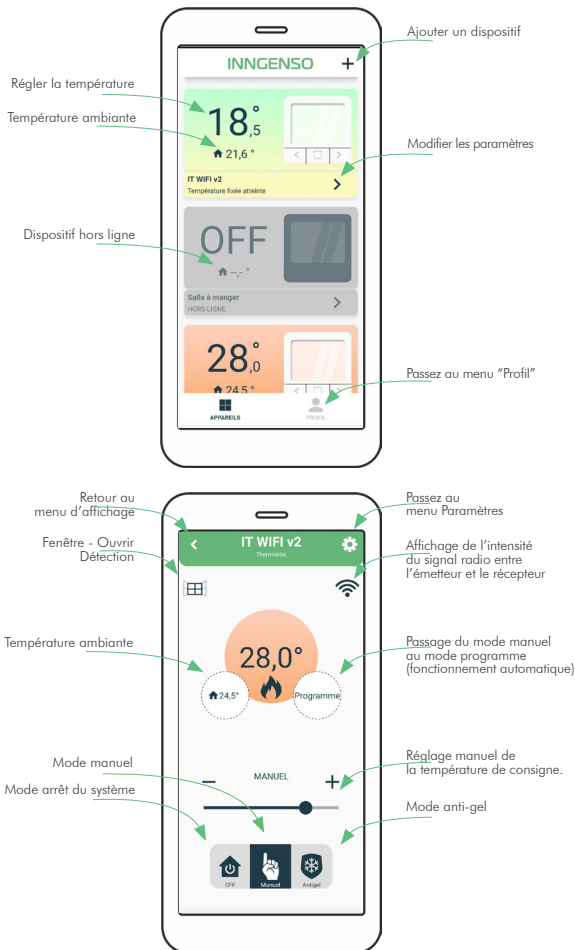 Ajouter un dispositif
INNGENSO +
Régler la température
18°,5
Température ambiante
21,6 °
Modifier les paramètres
IT WIFI v2
Température fixée atteinte
Dispositif hors ligne
OFF
--,- °
Salle à manger
HORS-LIGNE
28°,0
24,5 °
Passez au menu “Profil”
APPAREILS
PROFIL
Retour au
menu d’affichage
Passez au
menu Paramètres
IT WIFI v2
Thermostat
Fenêtre - Ouvrir
Détection
Affichage de l’intensité
du signal radio entre
l’émetteur et le récepteur
Température ambiante
28,0°
24,5°
Programme
Passage du mode manuel
au mode programme
(fonctionnement automatique)
Mode manuel
Mode arrêt du système
— MANUEL +
Réglage manuel de
la température de consigne.
Mode anti-gel
OFF
Manuel
Antigel